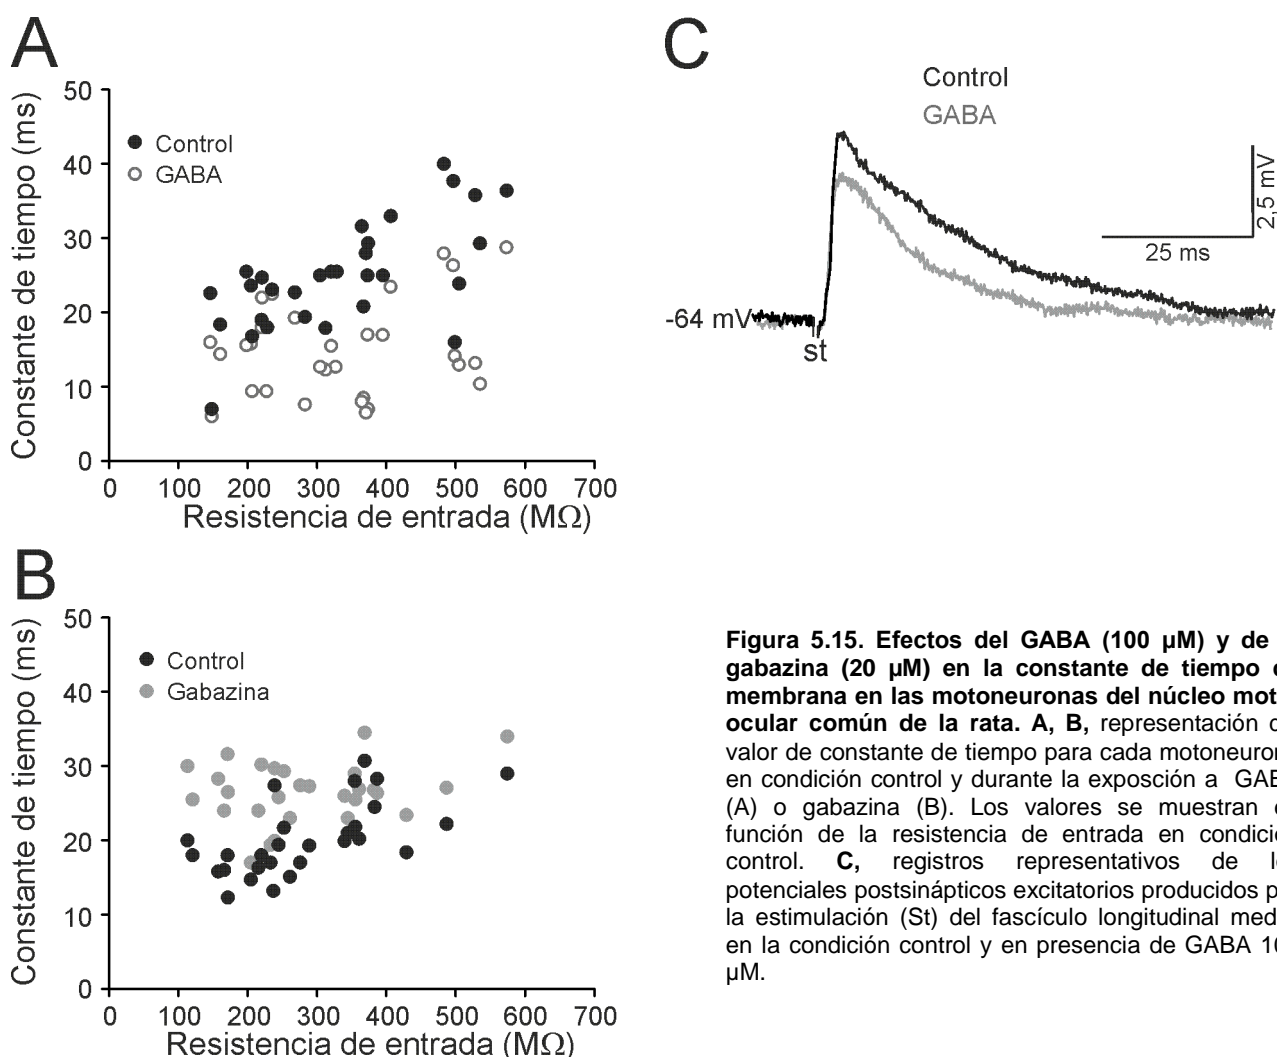 A
Constante de tiempo (ms)
50
40
30
20
10
0
Control
GABA
0 100 200 300 400 500 600 700
Resistencia de entrada (MΩ)
C
Control
GABA
2,5 mV
25 ms
-64 mV
st
B
Constante de tiempo (ms)
50
40
30
20
10
0
Control
Gabazina
0 100 200 300 400 500 600 700
Resistencia de entrada (MΩ)
Figura 5.15. Efectos del GABA (100 µM) y de
gabazina (20 µM) en la constante de tiempo
membrana en las motoneuronas del núcleo mot
ocular común de la rata. A, B, representación
valor de constante de tiempo para cada motoneuron
en condición control y durante la exposción a GAB
(A) o gabazina (B). Los valores se muestran
función de la resistencia de entrada en condició
control. C, registros representativos de
potenciales postsinápticos excitatorios producidos p
la estimulación (St) del fascículo longitudinal med
en la condición control y en presencia de GABA 10
µM.